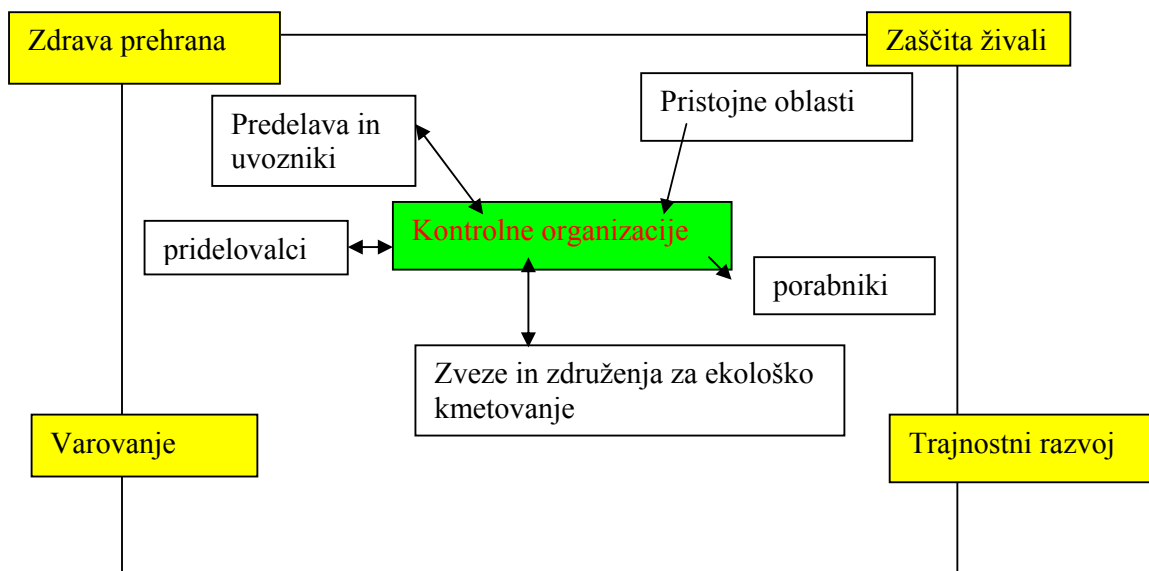 Zdrava prehrana
Zaščita živali
Pristojne oblasti
Predelava in
uvozniki
Kontrolne organizacije
pridelovalci
porabniki
Zveze in združenja za ekološko
kmetovanje
Varovanje
Trajnostni razvoj